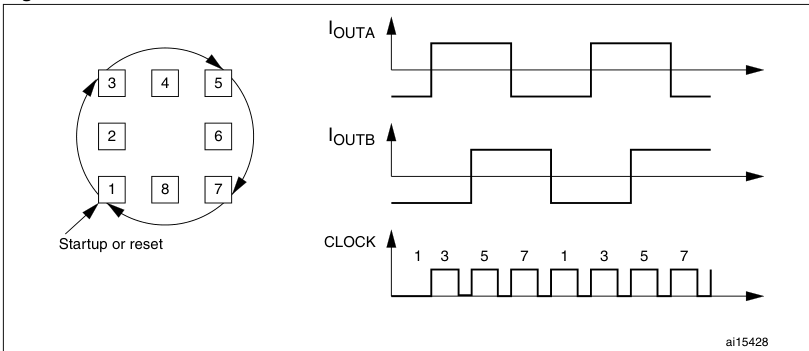 3 4 5
2 6
1 8 7
Startup or reset
IOUTA
IOUTB
CLOCK
1 3 5 7 1 3 5 7
ai15428